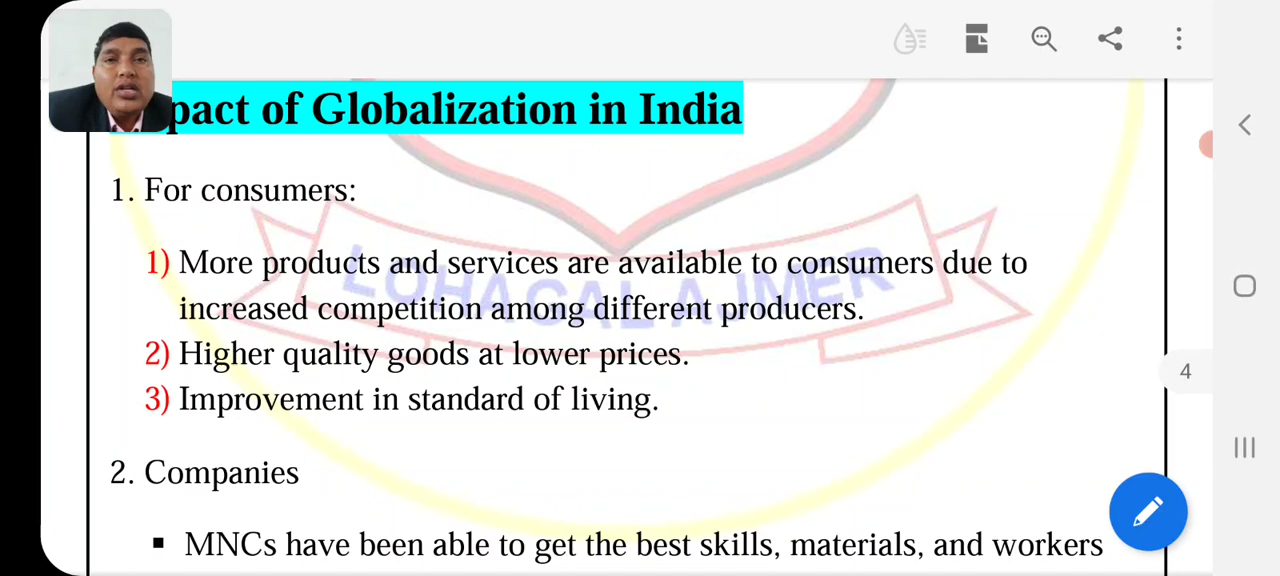 pact of Globalization in India
1. For consumers:
1) More products and services are available to consumers due to
increased competition among different producers.
2) Higher quality goods at lower prices.
3) Improvement in standard of living.
LOHAGAL AJMER
4
2. Companies
▪ MNCs have been able to get the best skills, materials, and workers